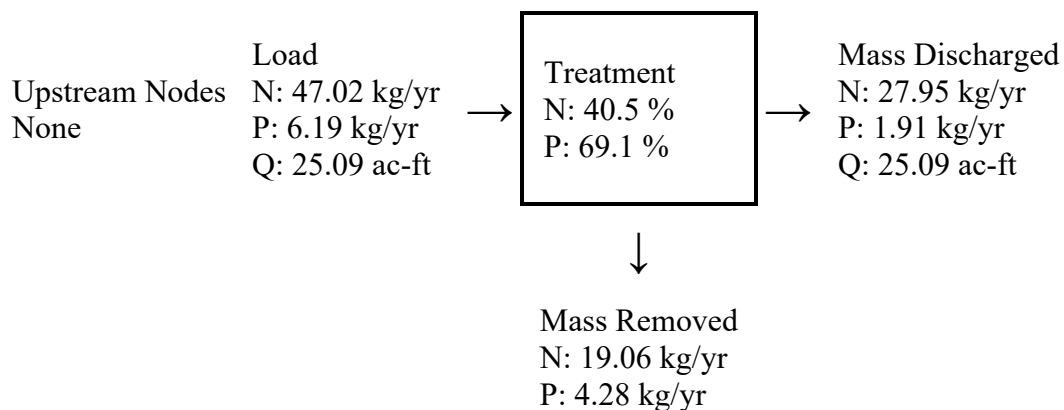 Upstream Nodes
None
Load
N: 47.02 kg/yr
P: 6.19 kg/yr
Q: 25.09 ac-ft
→
Treatment
N: 40.5 %
P: 69.1 %
→
Mass Discharged
N: 27.95 kg/yr
P: 1.91 kg/yr
Q: 25.09 ac-ft
↓
Mass Removed
N: 19.06 kg/yr
P: 4.28 kg/yr